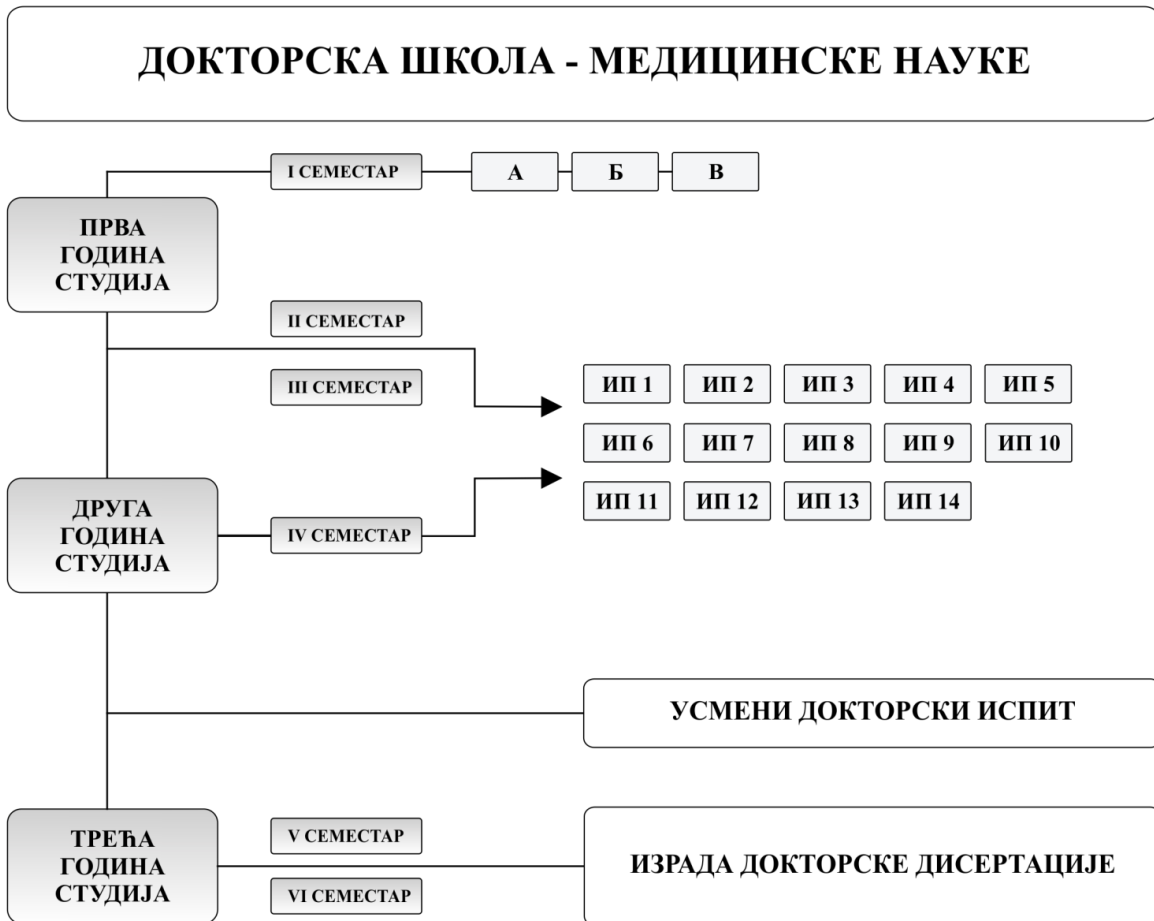 ДОКТОРСКА ШКОЛА - МЕДИЦИНСКЕ НАУКЕ
I СЕМЕСТАР
А
Б
В
ПРВА
ГОДИНА
СТУДИЈА
II СЕМЕСТАР
III СЕМЕСТАР
ИП 1
ИП 2
ИП 3
ИП 4
ИП 5
ИП 6
ИП 7
ИП 8
ИП 9
ИП 10
ИП 11
ИП 12
ИП 13
ИП 14
ДРУГА
ГОДИНА
СТУДИЈА
IV СЕМЕСТАР
УСМЕНИ ДОКТОРСКИ ИСПИТ
ТРЕЋА
ГОДИНА
СТУДИЈА
V СЕМЕСТАР
VI СЕМЕСТАР
ИЗРАДА ДОКТОРСКЕ ДИСЕРТАЦИЈЕ